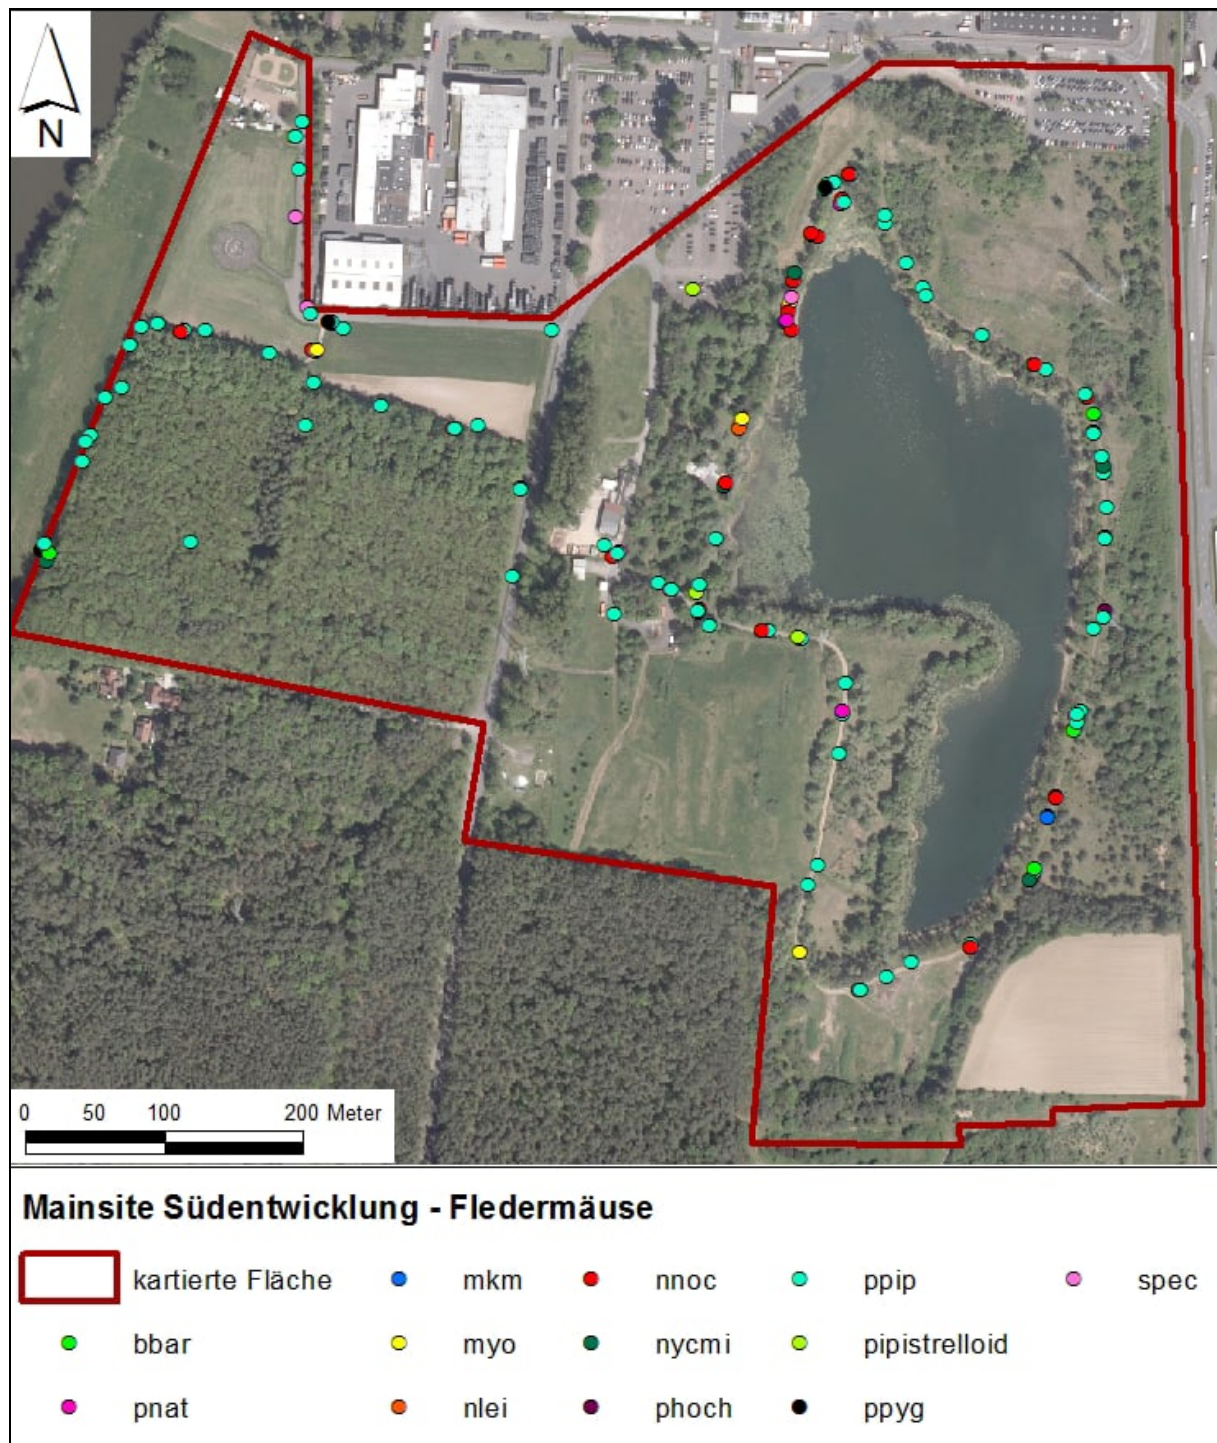 N
0 50 100 200 Meter
Mainsite Südentwicklung - Fledermäuse
kartierte Fläche mkm nnoc ppip spec
bbar myo nycmi pipistrelloid
pnat nlei phoch ppyg